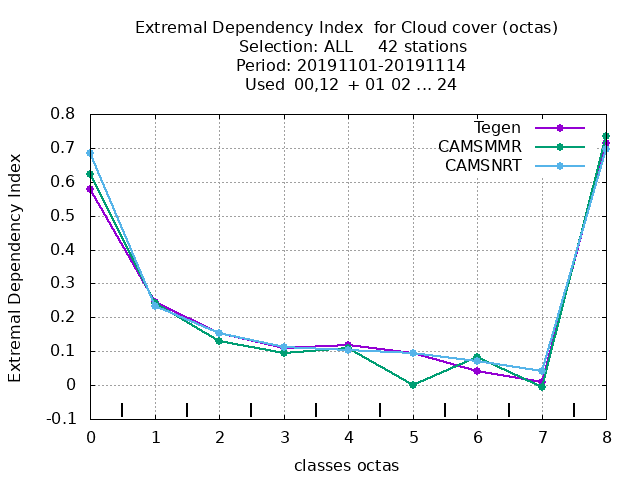 Extremal Dependency Index  for Cloud cover (octas)
Selection: ALL     42 stations
Period: 20191101-20191114
Used  00,12  + 01 02 ... 24
Extremal Dependency Index
0.8
0.7
0.6
0.5
0.4
0.3
0.2
0.1
0
-0.1
Tegen
CAMSMMR
CAMSNRT
0 1 2 3 4 5 6 7 8
classes octas